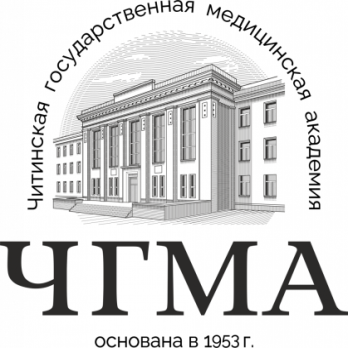 Читинская государственная медицинская академия
ЧГМА
основана в 1953 г.